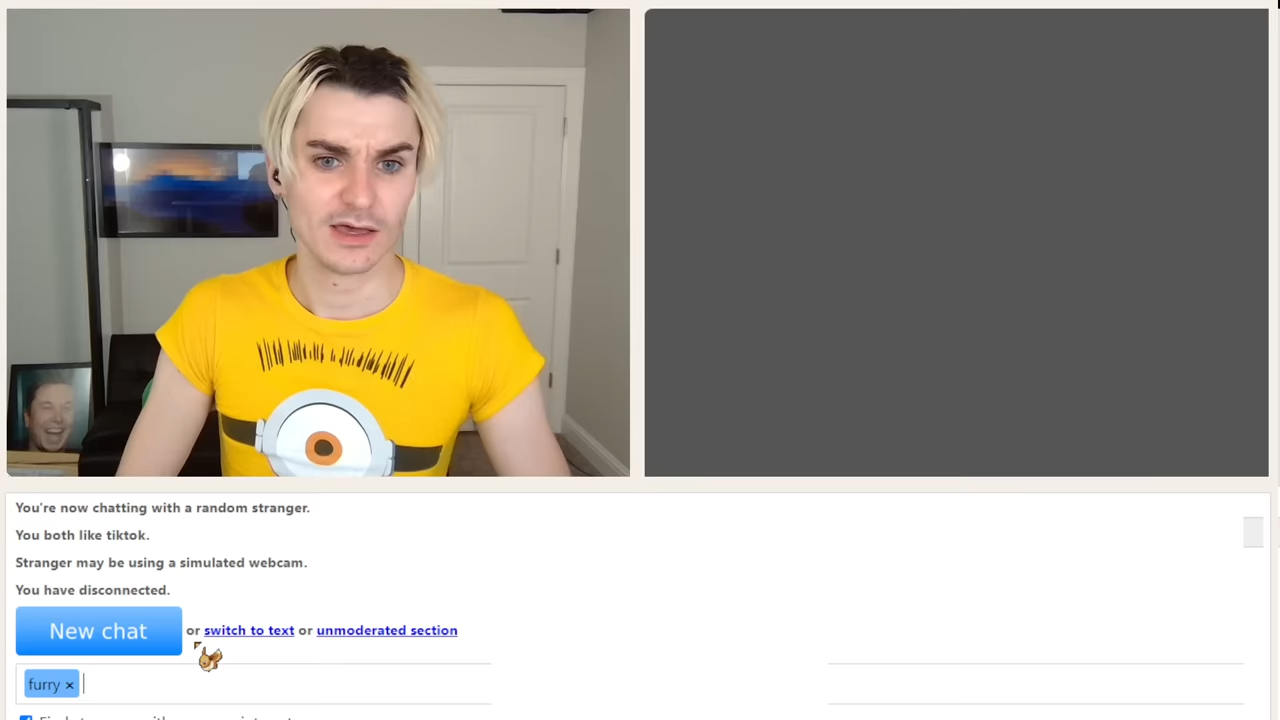 You're now chatting with a random stranger.
You both like tiktok.
Stranger may be using a simulated webcam.
You have disconnected.
New chat or switch to text or unmoderated section
furry ×